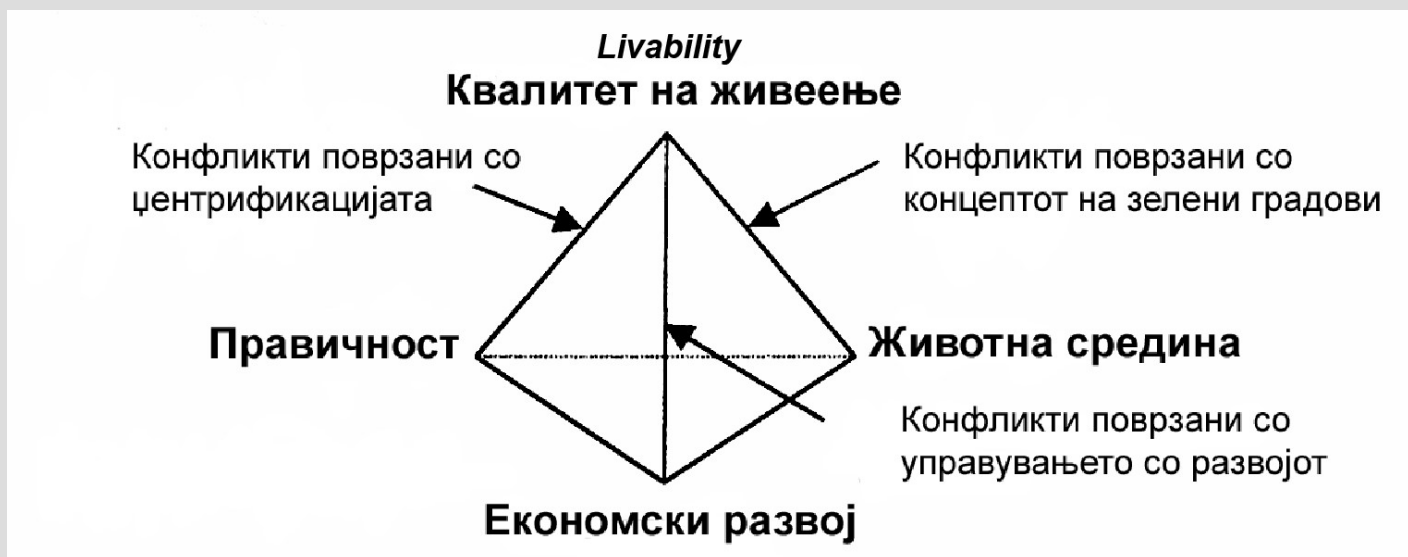 Livability
Квалитет на живеење
Конфликти поврзани со
џентрификацијата
Конфликти поврзани со
концептот на зелени градови
Правичност
Животна средина
Конфликти поврзани со
управувањето со развојот
Економски развој